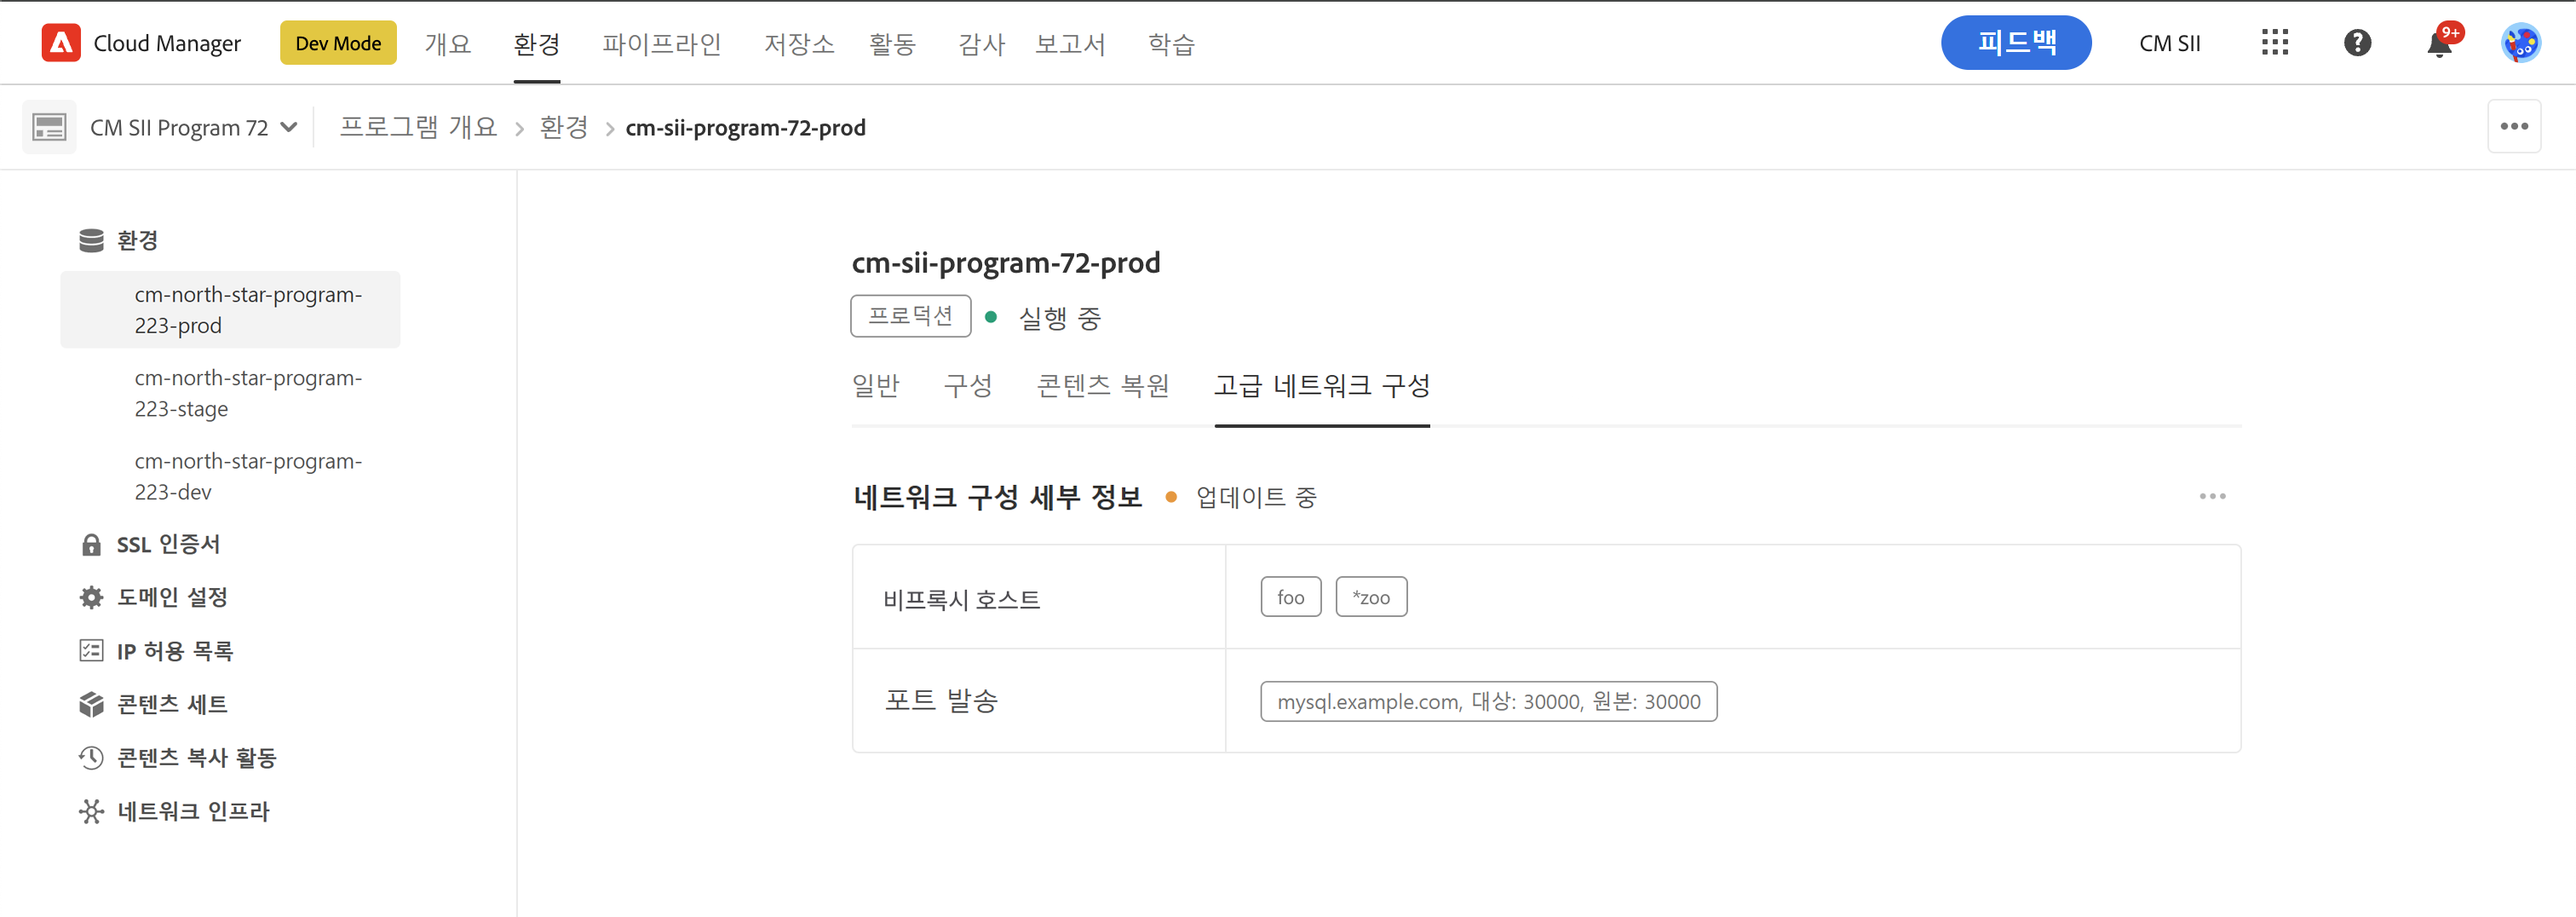 Cloud Manager Dev Mode 개요 환경 파이프라인 저장소 활동 감사 보고서 학습 피드백 CM SII 9+
CM SII Program 72 프로그램 개요 환경 cm-sii-program-72-prod
환경
cm-north-star-program-
223-prod
cm-north-star-program-
223-stage
cm-north-star-program-
223-dev
SSL 인증서
도메인 설정
IP 허용 목록
콘텐츠 세트
콘텐츠 복사 활동
네트워크 인프라
cm-sii-program-72-prod
프로덕션 실행 중
일반 구성 콘텐츠 복원 고급 네트워크 구성
네트워크 구성 세부 정보 업데이트 중
비프록시 호스트 foo *zoo
포트 발송 mysql.example.com, 대상: 30000, 원본: 30000